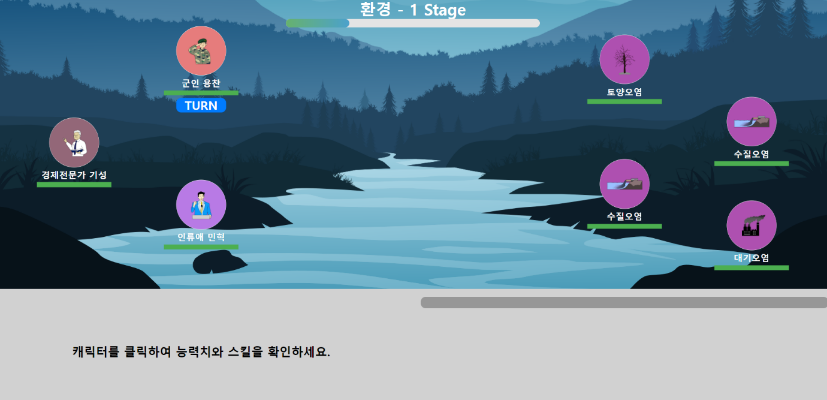 환경 - 1 Stage
군인 용찬
TURN
토양오염
수질오염
경제전문가 기성
수질오염
인류애 민혁
대기오염
캐릭터를 클릭하여 능력치와 스킬을 확인하세요.